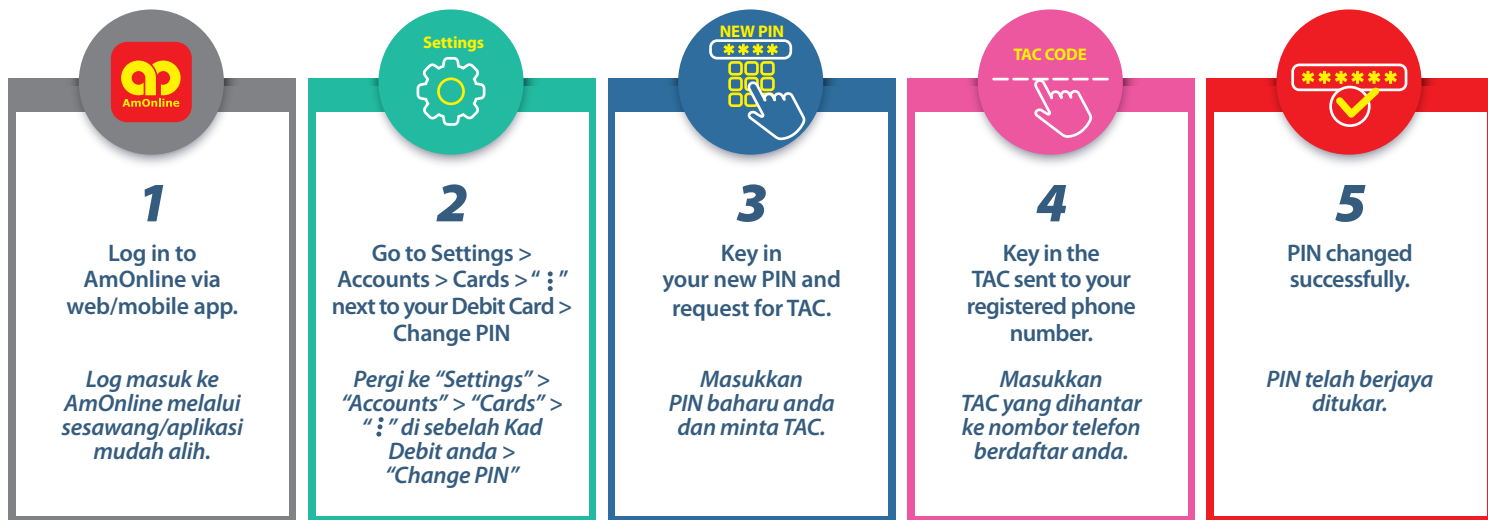 AmOnline
1
Log in to
AmOnline via
web/mobile app.
Log masuk ke
AmOnline melalui
sesawang/aplikasi
mudah alih.
Settings
2
Go to Settings >
Accounts > Cards > “ ⋮ ”
next to your Debit Card >
Change PIN
Pergi ke “Settings” >
“Accounts” > “Cards” >
“ ⋮ ” di sebelah Kad
Debit anda >
“Change PIN”
NEW PIN
****
3
Key in
your new PIN and
request for TAC.
Masukkan
PIN baharu anda
dan minta TAC.
TAC CODE
4
Key in the
TAC sent to your
registered phone
number.
Masukkan
TAC yang dihantar
ke nombor telefon
berdaftar anda.
******
5
PIN changed
successfully.
PIN telah berjaya
ditukar.